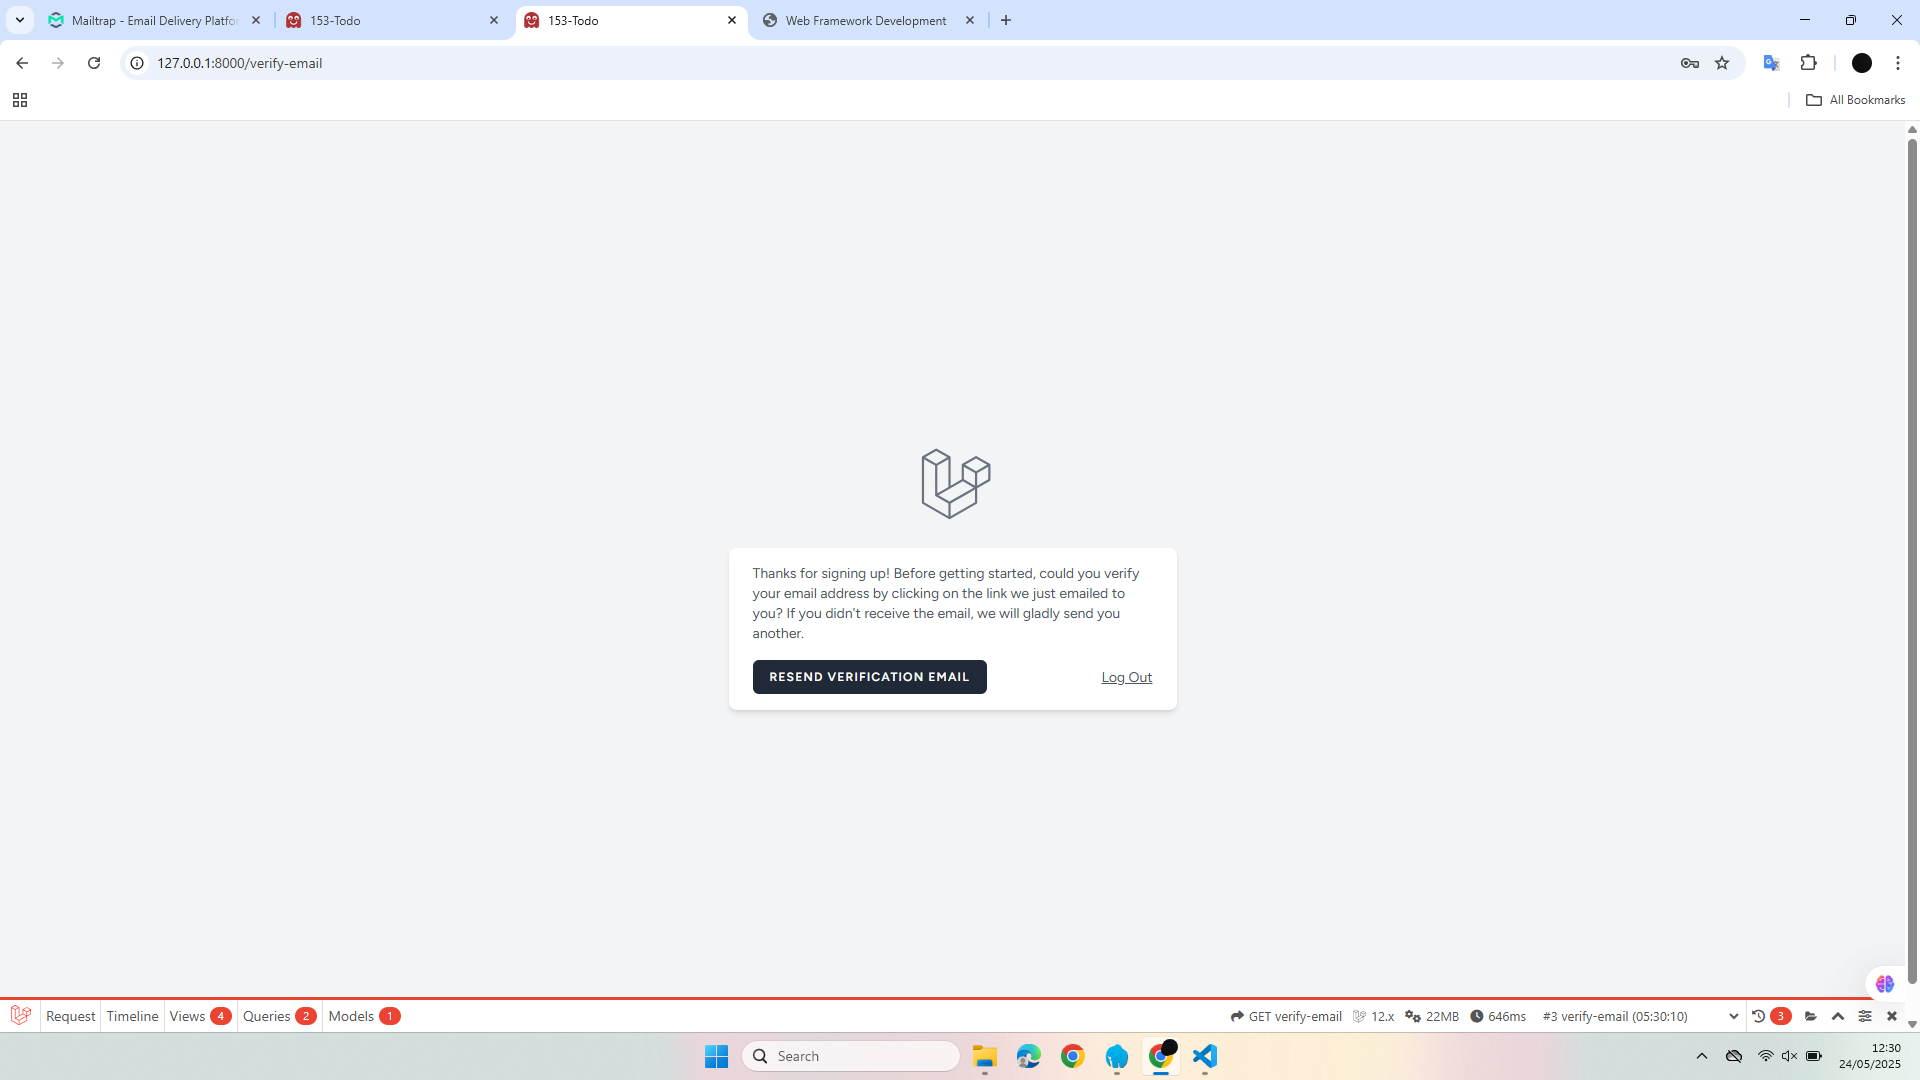 Mailtrap - Email Delivery Platfo
153-Todo
153-Todo
Web Framework Development
127.0.0.1:8000/verify-email
All Bookmarks
Thanks for signing up! Before getting started, could you verify
your email address by clicking on the link we just emailed to
you? If you didn't receive the email, we will gladly send you
another.
RESEND VERIFICATION EMAIL
Log Out
Request
Timeline
Views 4
Queries 2
Models 1
GET verify-email
12.x
22MB
646ms
#3 verify-email (05:30:10)
3
Search
12:30
24/05/2025